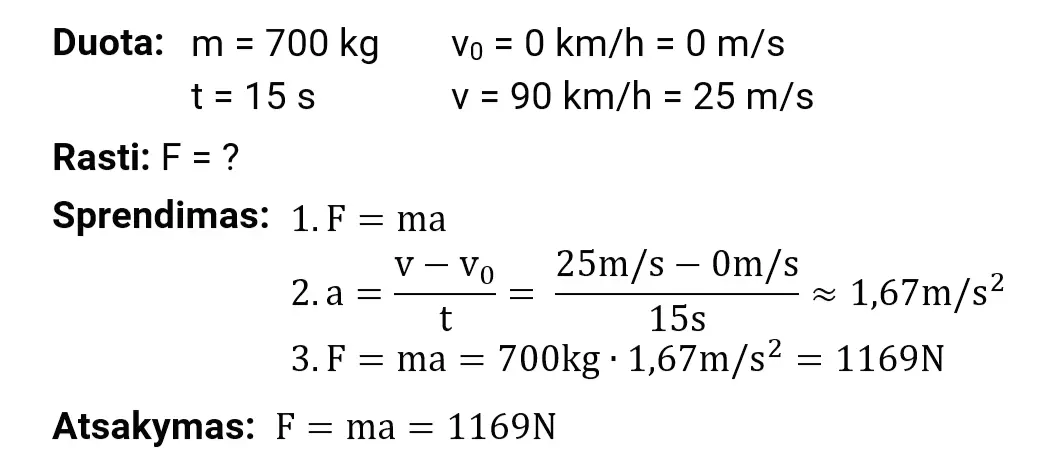 Duota: m = 700 kg v₀ = 0 km/h = 0 m/s
t = 15 s v = 90 km/h = 25 m/s
Rasti: F = ?
Sprendimas: 1. F = ma
2. a = (v − v₀)/t = (25m/s − 0m/s)/15s ≈ 1,67m/s²
3. F = ma = 700kg · 1,67m/s² = 1169N
Atsakymas: F = ma = 1169N